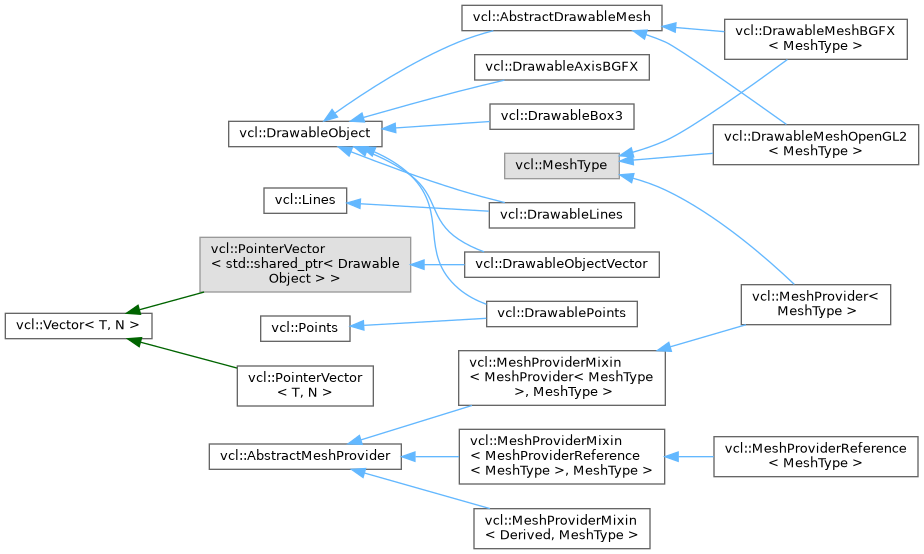 vcl::AbstractDrawableMesh
vcl::DrawableMeshBGFX
< MeshType >
vcl::DrawableAxisBGFX
vcl::DrawableBox3
vcl::DrawableObject
vcl::DrawableMeshOpenGL2
< MeshType >
vcl::MeshType
vcl::Lines
vcl::DrawableLines
vcl::PointerVector
< std::shared_ptr< Drawable
Object > >
vcl::DrawableObjectVector
vcl::MeshProvider<
MeshType >
vcl::DrawablePoints
vcl::Vector< T, N >
vcl::Points
vcl::MeshProviderMixin
< MeshProvider< MeshType
>, MeshType >
vcl::PointerVector
< T, N >
vcl::AbstractMeshProvider
vcl::MeshProviderMixin
< MeshProviderReference
< MeshType >, MeshType >
vcl::MeshProviderReference
< MeshType >
vcl::MeshProviderMixin
< Derived, MeshType >